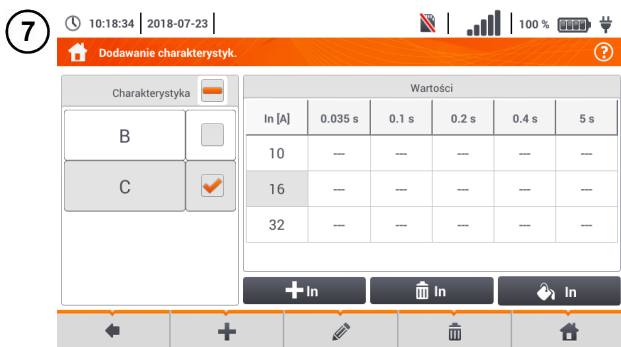 7
10:18:34 2018-07-23 100 %
Dodawanie charakterystyk. ?
Charakterystyka Wartości
In [A] 0.035 s 0.1 s 0.2 s 0.4 s 5 s
B
10 --- --- --- --- ---
C
16 --- --- --- --- ---
32 --- --- --- --- ---
In In In